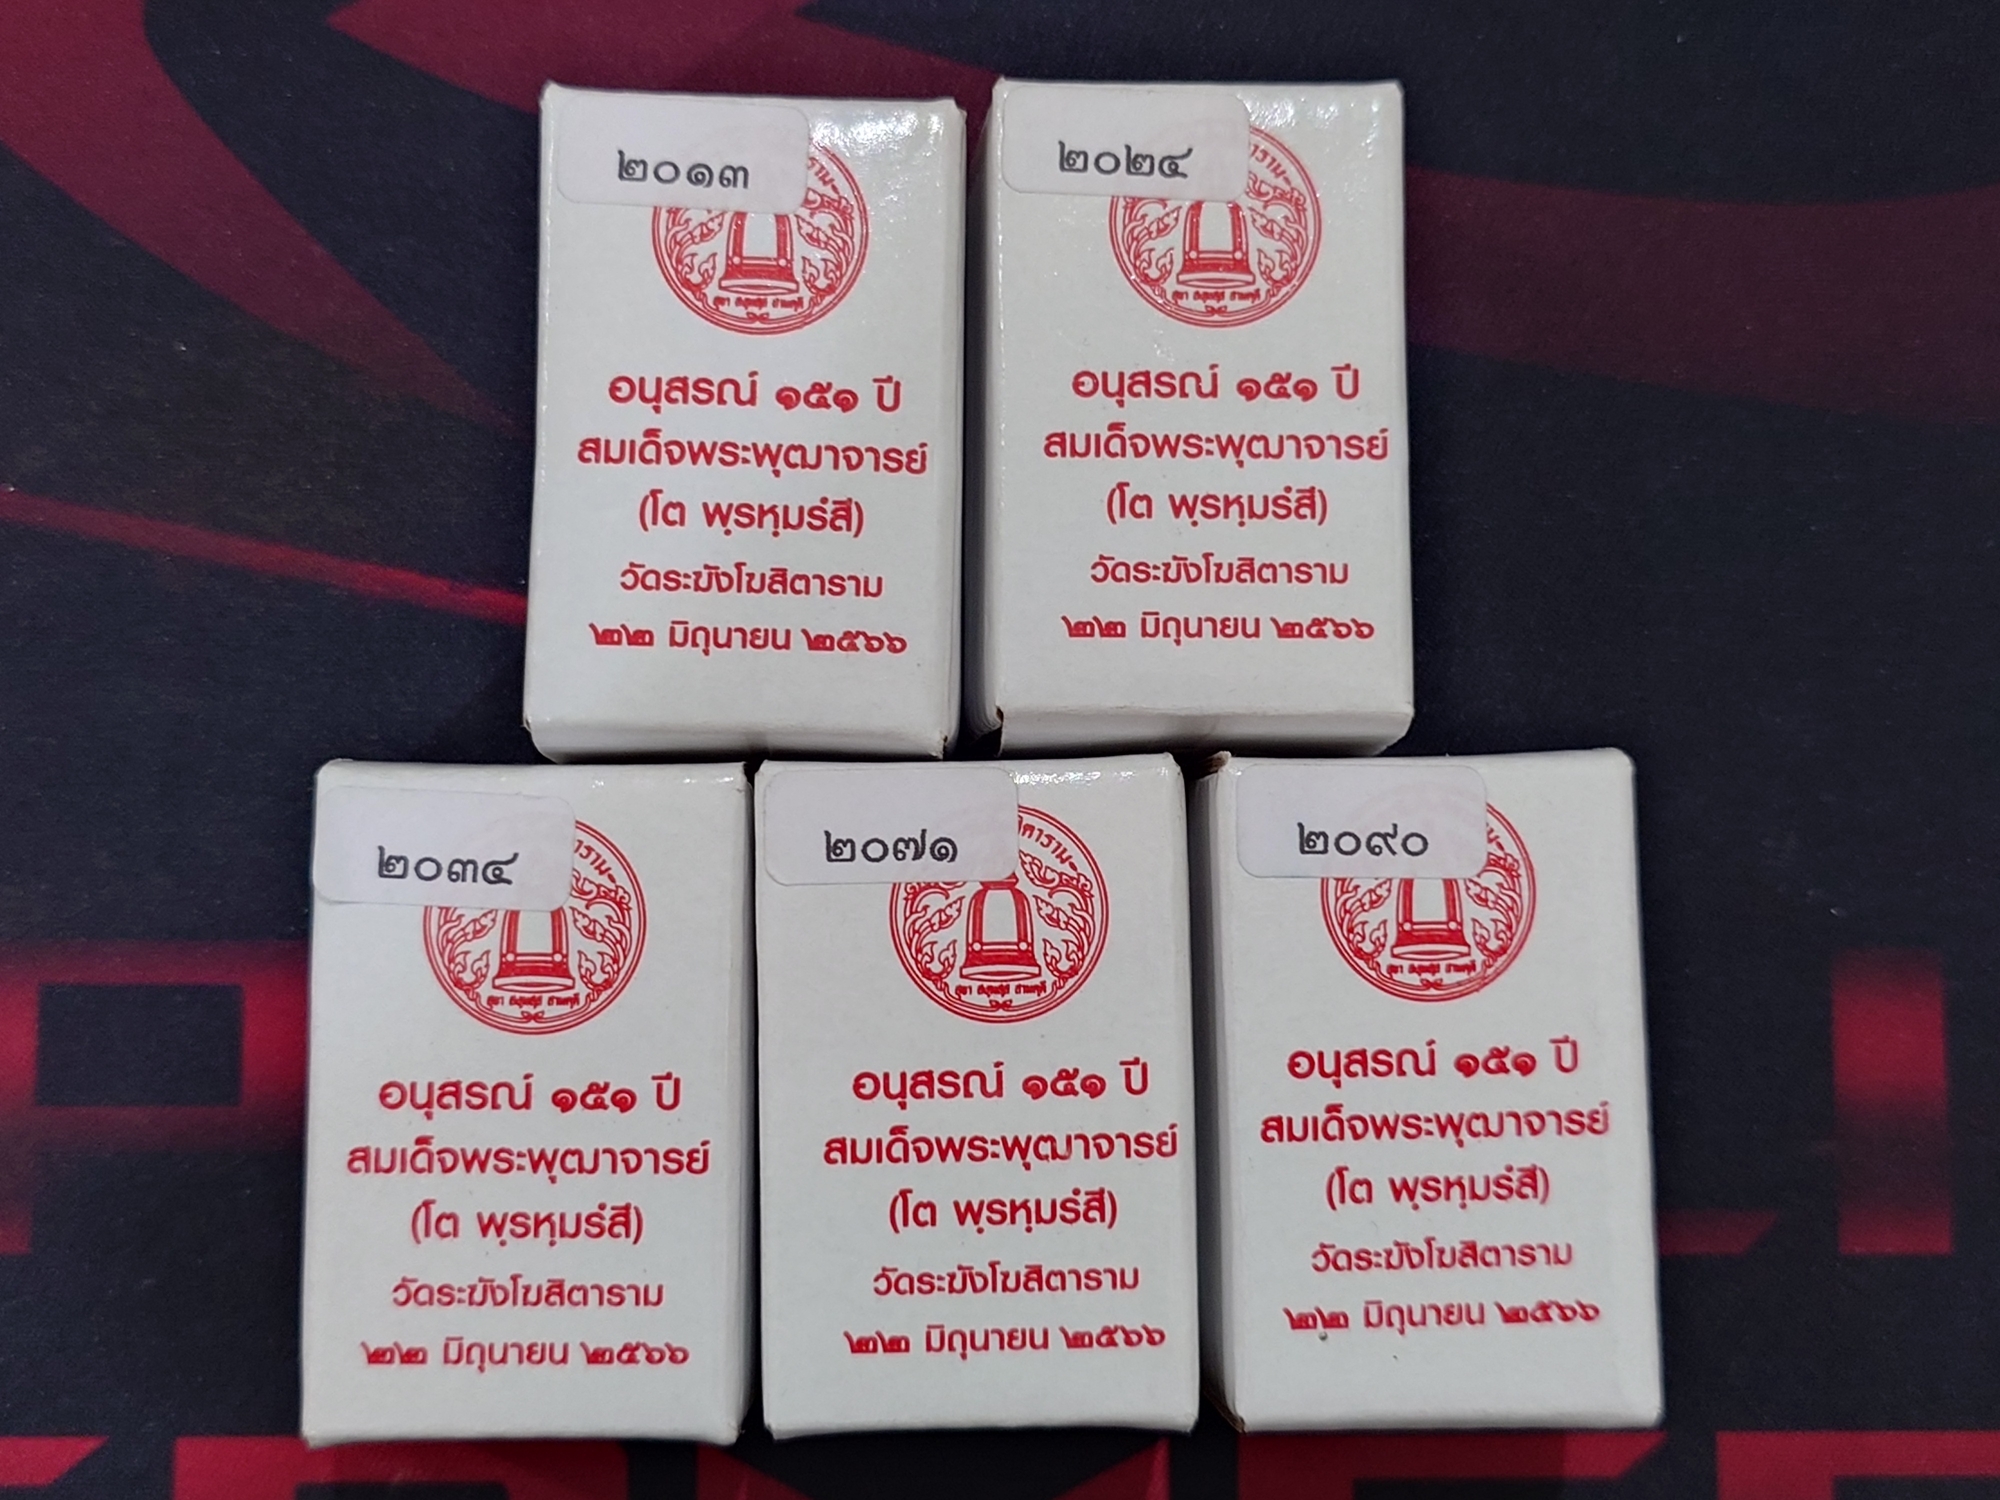 ๒๐๑๓
อนุสรณ์ ๑๕๑ ปี
สมเด็จพระพุฒาจารย์
(โต พฺรหฺมรํสี)
วัดระฆังโฆสิตาราม
๒๒ มิถุนายน ๒๕๖๖
๒๐๒๔
อนุสรณ์ ๑๕๑ ปี
สมเด็จพระพุฒาจารย์
(โต พฺรหฺมรํสี)
วัดระฆังโฆสิตาราม
๒๒ มิถุนายน ๒๕๖๖
๒๐๓๔
อนุสรณ์ ๑๕๑ ปี
สมเด็จพระพุฒาจารย์
(โต พฺรหฺมรํสี)
วัดระฆังโฆสิตาราม
๒๒ มิถุนายน ๒๕๖๖
๒๐๗๑
อนุสรณ์ ๑๕๑ ปี
สมเด็จพระพุฒาจารย์
(โต พฺรหฺมรํสี)
วัดระฆังโฆสิตาราม
๒๒ มิถุนายน ๒๕๖๖
๒๐๙๐
อนุสรณ์ ๑๕๑ ปี
สมเด็จพระพุฒาจารย์
(โต พฺรหฺมรํสี)
วัดระฆังโฆสิตาราม
๒๒ มิถุนายน ๒๕๖๖